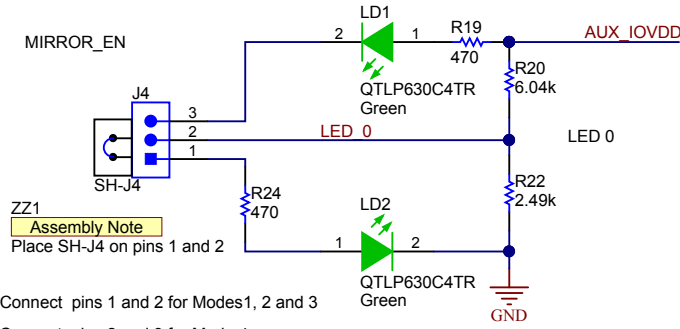 LD1
MIRROR_EN
2
1
R19
470
AUX_IOVDD
R20
6.04k
QTLP630C4TR
Green
J4
3
2
1
LED_0
LED 0
SH-J4
R24
470
R22
2.49k
ZZ1
Assembly Note
Place SH-J4 on pins 1 and 2
LD2
1
2
QTLP630C4TR
Green
GND
Connect pins 1 and 2 for Modes1, 2 and 3